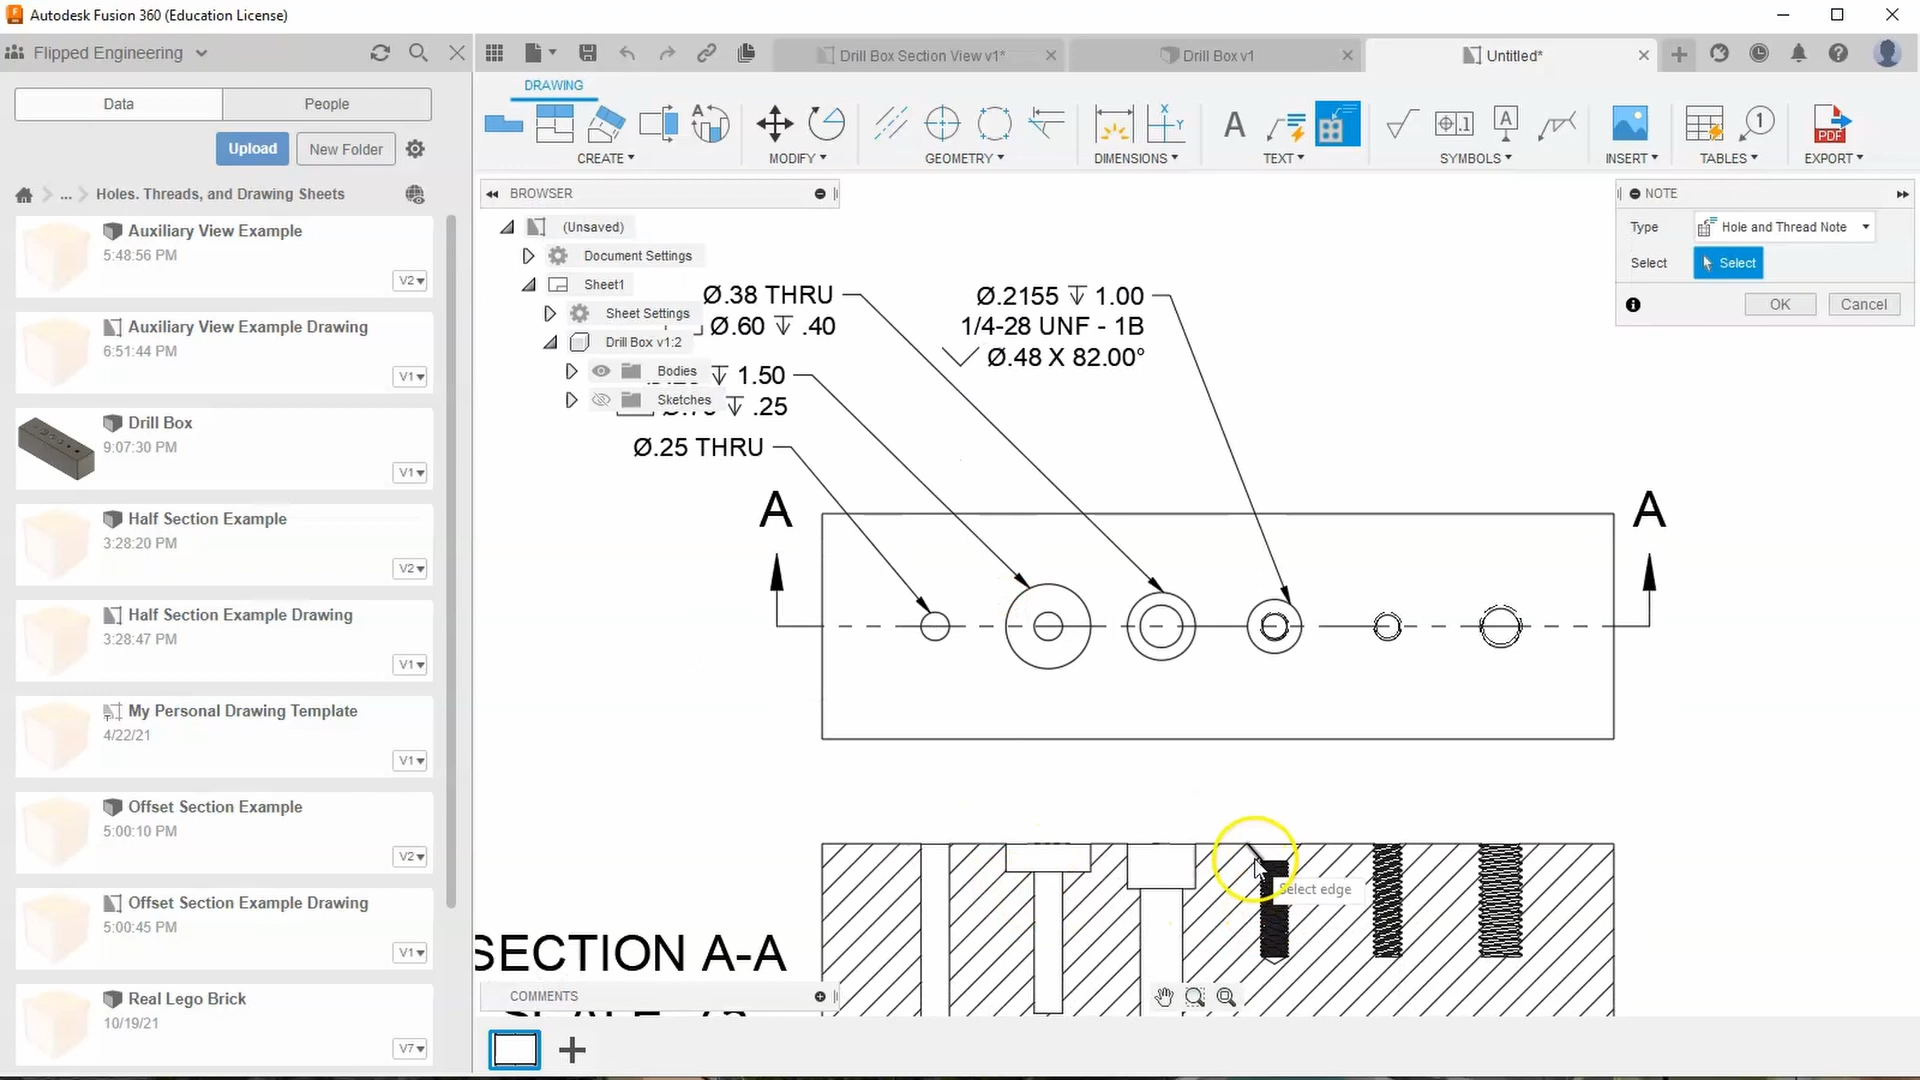 Autodesk Fusion 360 (Education License)
Flipped Engineering
Drill Box Section View v1*
Drill Box v1
Untitled*
Data
People
Upload
New Folder
... Holes. Threads, and Drawing Sheets
Auxiliary View Example
5:48:56 PM
V2
Auxiliary View Example Drawing
6:51:44 PM
V1
Drill Box
9:07:30 PM
V1
Half Section Example
3:28:20 PM
V2
Half Section Example Drawing
3:28:47 PM
V1
My Personal Drawing Template
4/22/21
V1
Offset Section Example
5:00:10 PM
V2
Offset Section Example Drawing
5:00:45 PM
V1
Real Lego Brick
10/19/21
V7
DRAWING
CREATE
MODIFY
GEOMETRY
DIMENSIONS
TEXT
SYMBOLS
INSERT
TABLES
EXPORT
PDF
BROWSER
(Unsaved)
Document Settings
Sheet1
Sheet Settings
Drill Box v1:2
Bodies
Sketches
NOTE
Type
Hole and Thread Note
Select
Select
OK
Cancel
Ø.38 THRU
Ø.60 ↧ .40
↧ 1.50
↧ .25
Ø.25 THRU
Ø.2155 ↧ 1.00
1/4-28 UNF - 1B
Ø.48 X 82.00°
A
A
Select edge
SECTION A-A
COMMENTS